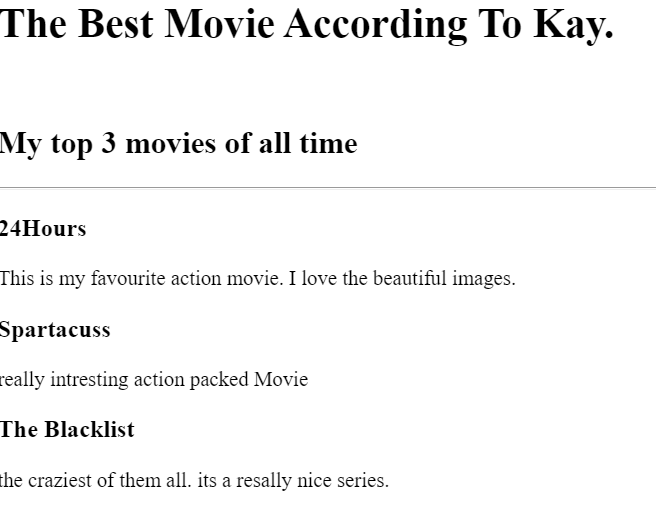 The Best Movie According To Kay.
My top 3 movies of all time
24Hours
This is my favourite action movie. I love the beautiful images.
Spartacuss
really intresting action packed Movie
The Blacklist
the craziest of them all. its a resally nice series.